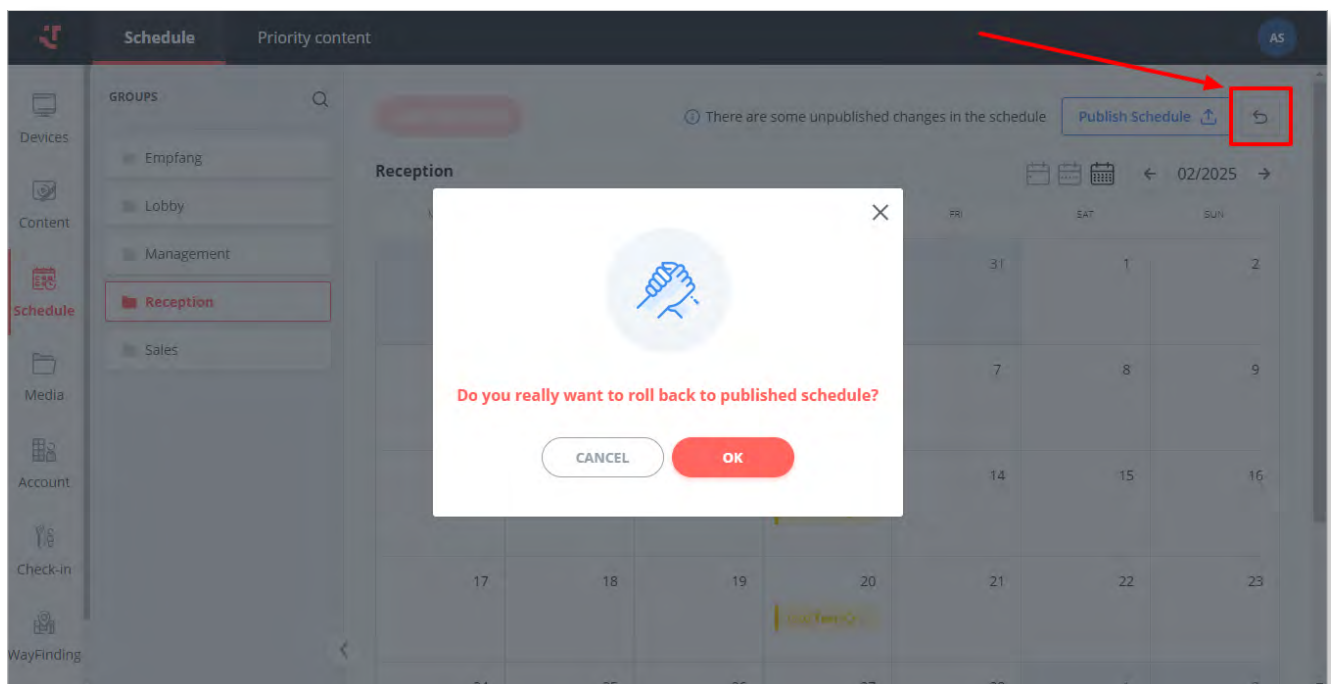 Schedule
Priority content
AS
Devices
Content
Schedule
Media
Account
Check-in
WayFinding
GROUPS
Empfang
Lobby
Management
Reception
Sales
There are some unpublished changes in the schedule
Publish Schedule
Reception
02/2025
FRI SAT SUN
31 1 2
7 8 9
14 15 16
17 18 19 20 21 22 23
Do you really want to roll back to published schedule?
CANCEL OK